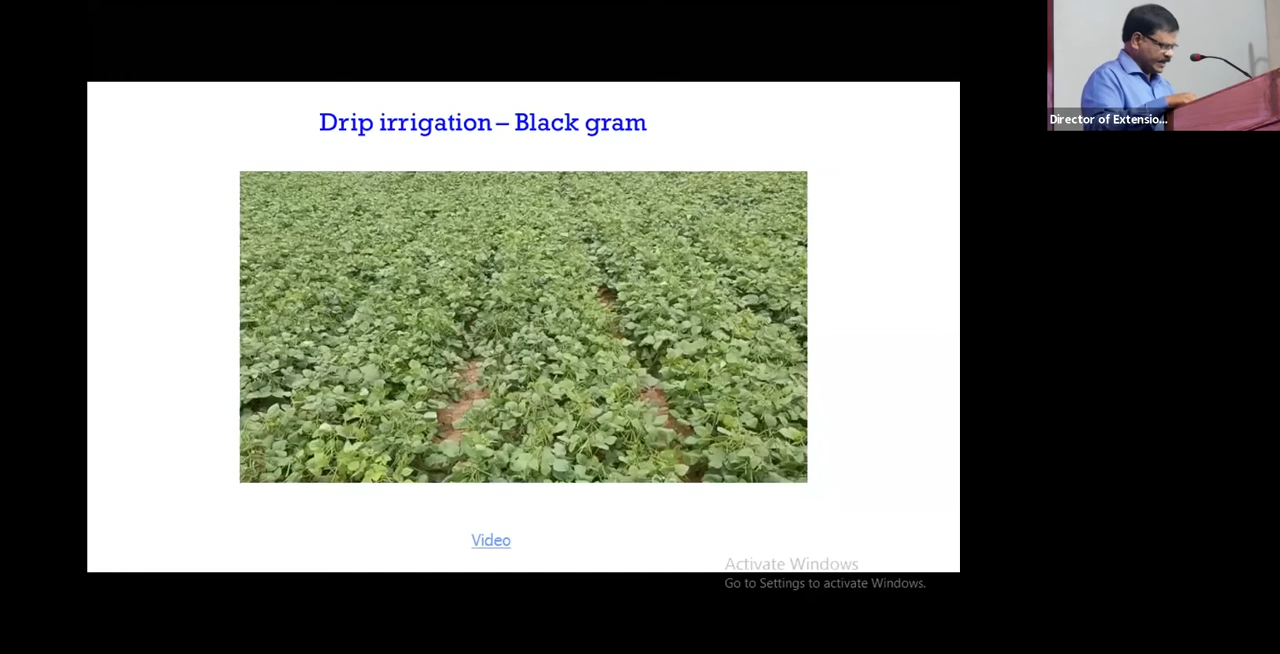 Drip irrigation – Black gram
Director of Extensio...
Video
Activate Windows
Go to Settings to activate Windows.